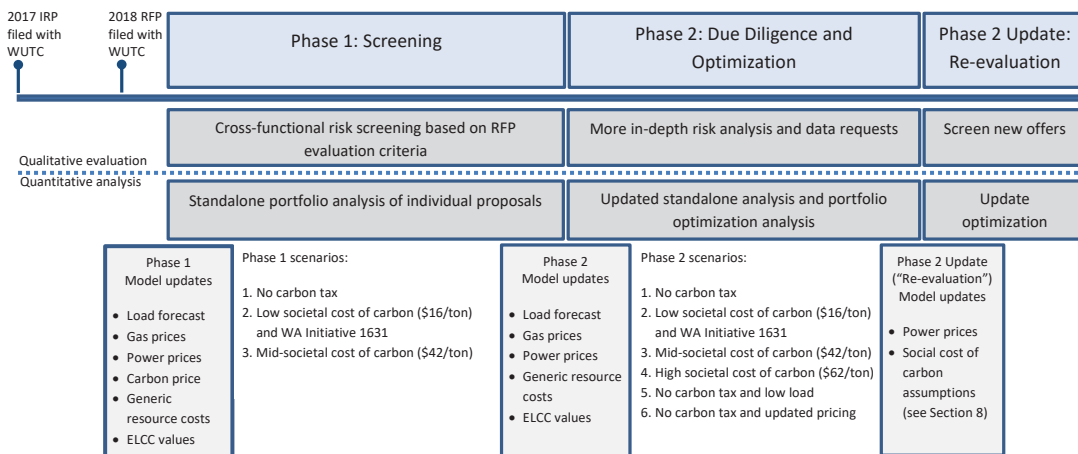 2017 IRP
filed with
WUTC
2018 RFP
filed with
WUTC
Phase 1: Screening
Phase 2: Due Diligence and
Optimization
Phase 2 Update:
Re-evaluation
Cross-functional risk screening based on RFP
evaluation criteria
More in-depth risk analysis and data requests
Screen new offers
Qualitative evaluation
Quantitative analysis
Standalone portfolio analysis of individual proposals
Updated standalone analysis and portfolio
optimization analysis
Update
optimization
Phase 1
Model updates
• Load forecast
• Gas prices
• Power prices
• Carbon price
• Generic
resource costs
• ELCC values
Phase 1 scenarios:
1. No carbon tax
2. Low societal cost of carbon ($16/ton)
and WA Initiative 1631
3. Mid-societal cost of carbon ($42/ton)
Phase 2
Model updates
• Load forecast
• Gas prices
• Power prices
• Generic resource
costs
• ELCC values
Phase 2 scenarios:
1. No carbon tax
2. Low societal cost of carbon ($16/ton)
and WA Initiative 1631
3. Mid-societal cost of carbon ($42/ton)
4. High societal cost of carbon ($62/ton)
5. No carbon tax and low load
6. No carbon tax and updated pricing
Phase 2 Update
(“Re-evaluation”)
Model updates
• Power prices
• Social cost of
carbon
assumptions
(see Section 8)